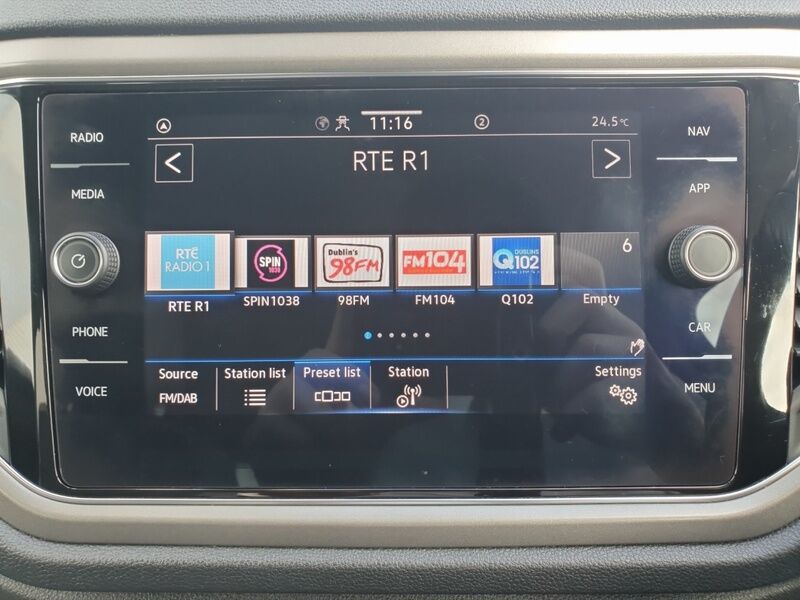 RADIO
MEDIA
PHONE
VOICE
11:16
2
24.5°C
RTE R1
RTÉ
RADIO 1
SPIN
1038
Dublin's
98FM
FM104
DUBLINS
Q102
6
RTE R1
SPIN1038
98FM
FM104
Q102
Empty
Source
FM/DAB
Station list
Preset list
Station
Settings
NAV
APP
CAR
MENU